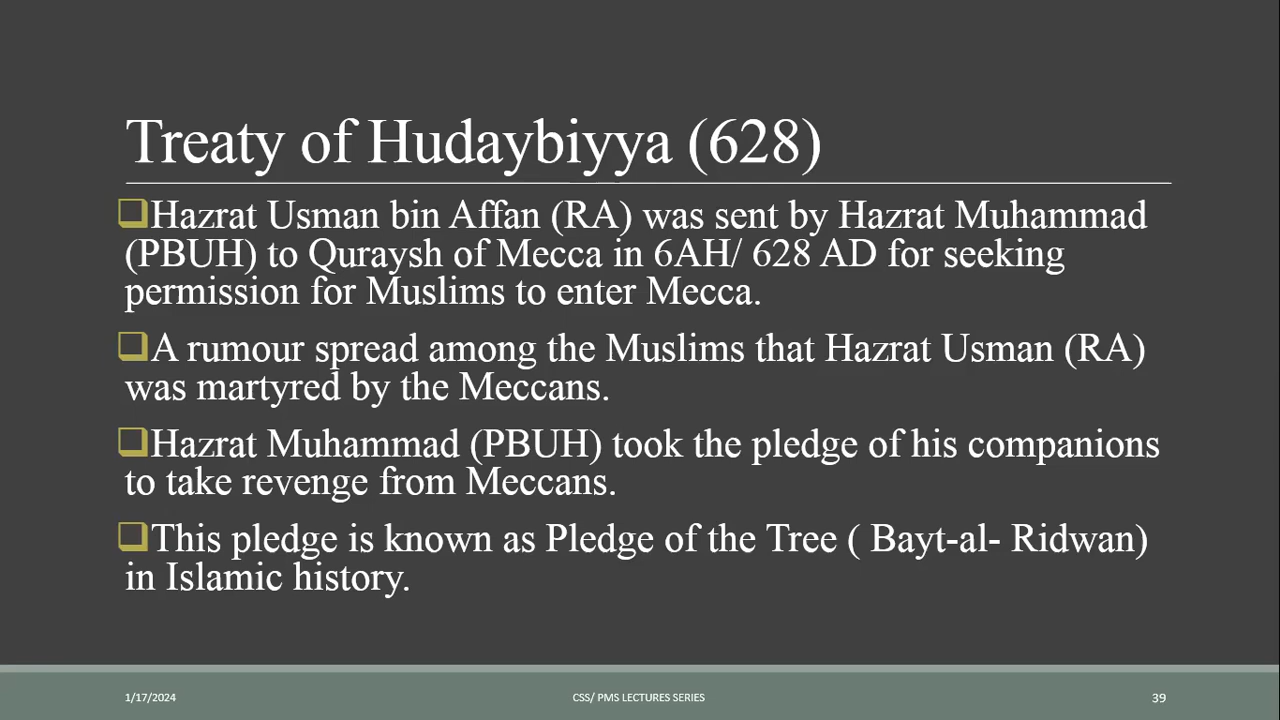 Treaty of Hudaybiyya (628)
Hazrat Usman bin Affan (RA) was sent by Hazrat Muhammad
(PBUH) to Quraysh of Mecca in 6AH/ 628 AD for seeking
permission for Muslims to enter Mecca.
A rumour spread among the Muslims that Hazrat Usman (RA)
was martyred by the Meccans.
Hazrat Muhammad (PBUH) took the pledge of his companions
to take revenge from Meccans.
This pledge is known as Pledge of the Tree ( Bayt-al- Ridwan)
in Islamic history.
1/17/2024
CSS/ PMS LECTURES SERIES
39